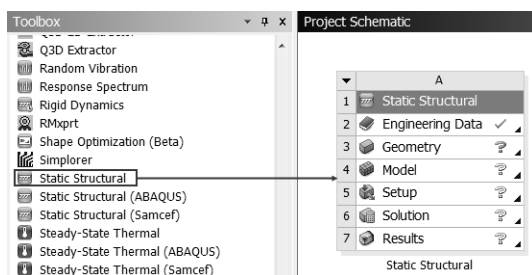 Toolbox
Q3D Extractor
Random Vibration
Response Spectrum
Rigid Dynamics
RMxprt
Shape Optimization (Beta)
Simplorer
Static Structural
Static Structural (ABAQUS)
Static Structural (Samcef)
Steady-State Thermal
Steady-State Thermal (ABAQUS)
Steady-State Thermal (Samcef)
Project Schematic
A
1 Static Structural
2 Engineering Data ✓
3 Geometry ?
4 Model ?
5 Setup ?
6 Solution ?
7 Results ?
Static Structural